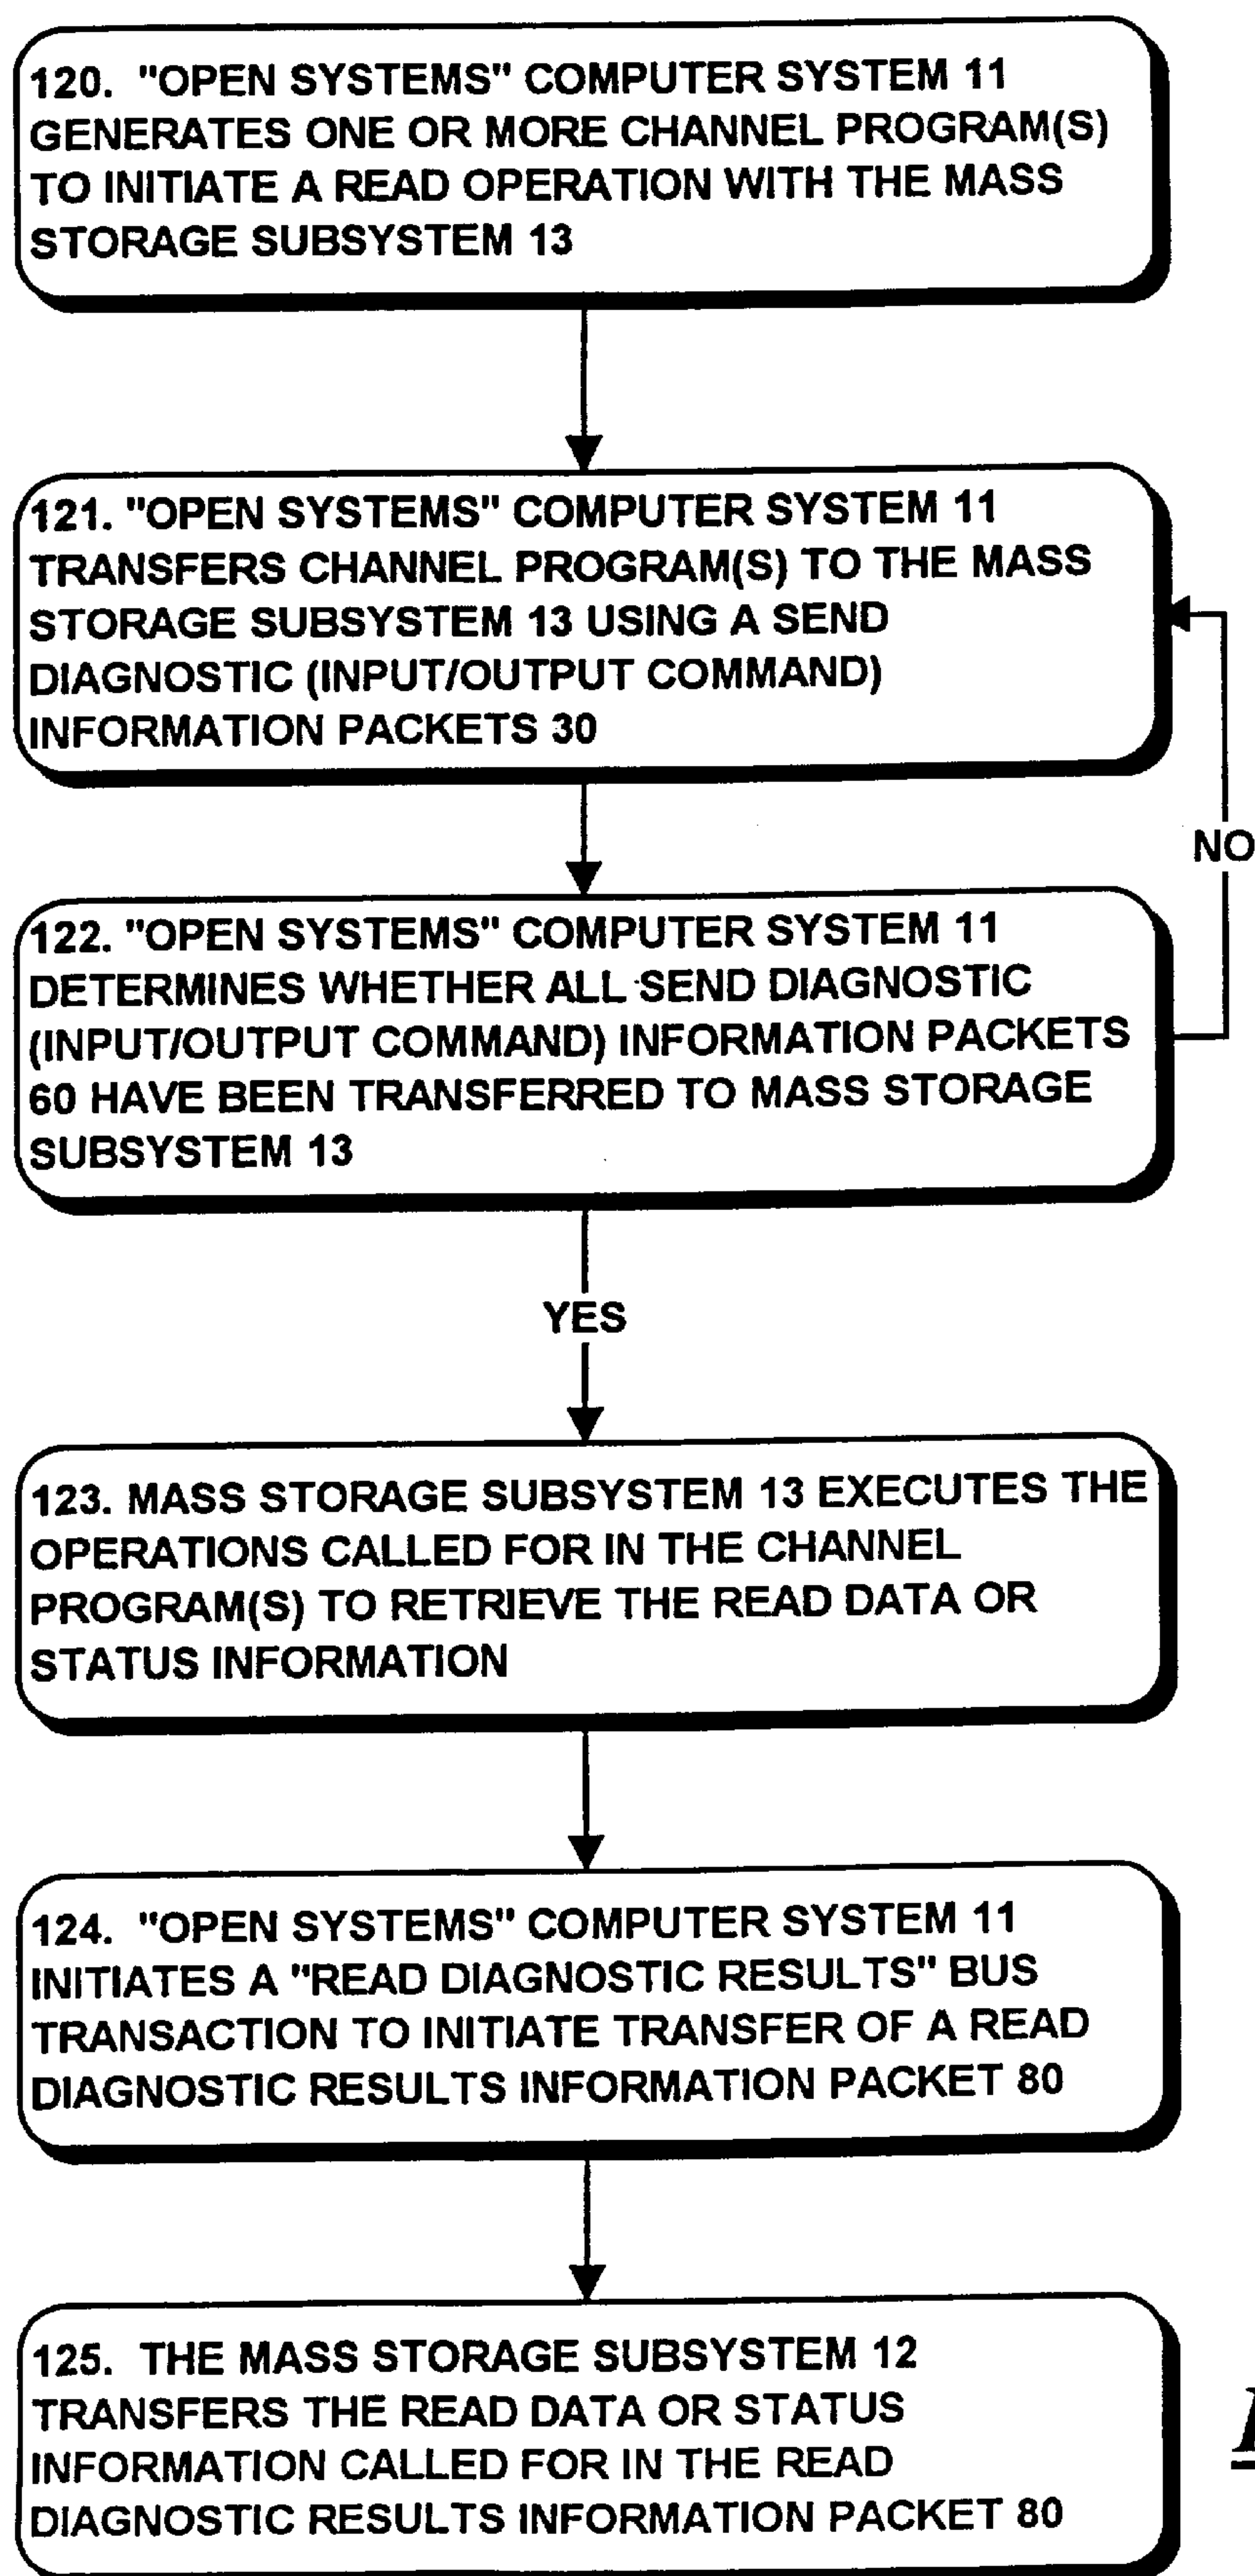 120. "OPEN SYSTEMS" COMPUTER SYSTEM 11
GENERATES ONE OR MORE CHANNEL PROGRAM(S)
TO INITIATE A READ OPERATION WITH THE MASS
STORAGE SUBSYSTEM 13
121. "OPEN SYSTEMS" COMPUTER SYSTEM 11
TRANSFERS CHANNEL PROGRAM(S) TO THE MASS
STORAGE SUBSYSTEM 13 USING A SEND
DIAGNOSTIC (INPUT/OUTPUT COMMAND)
INFORMATION PACKETS 30
NO
122. "OPEN SYSTEMS" COMPUTER SYSTEM 11
DETERMINES WHETHER ALL SEND DIAGNOSTIC
(INPUT/OUTPUT COMMAND) INFORMATION PACKETS
60 HAVE BEEN TRANSFERRED TO MASS STORAGE
SUBSYSTEM 13
YES
123. MASS STORAGE SUBSYSTEM 13 EXECUTES THE
OPERATIONS CALLED FOR IN THE CHANNEL
PROGRAM(S) TO RETRIEVE THE READ DATA OR
STATUS INFORMATION
124. "OPEN SYSTEMS" COMPUTER SYSTEM 11
INITIATES A "READ DIAGNOSTIC RESULTS" BUS
TRANSACTION TO INITIATE TRANSFER OF A READ
DIAGNOSTIC RESULTS INFORMATION PACKET 80
125. THE MASS STORAGE SUBSYSTEM 12
TRANSFERS THE READ DATA OR STATUS
INFORMATION CALLED FOR IN THE READ
DIAGNOSTIC RESULTS INFORMATION PACKET 80